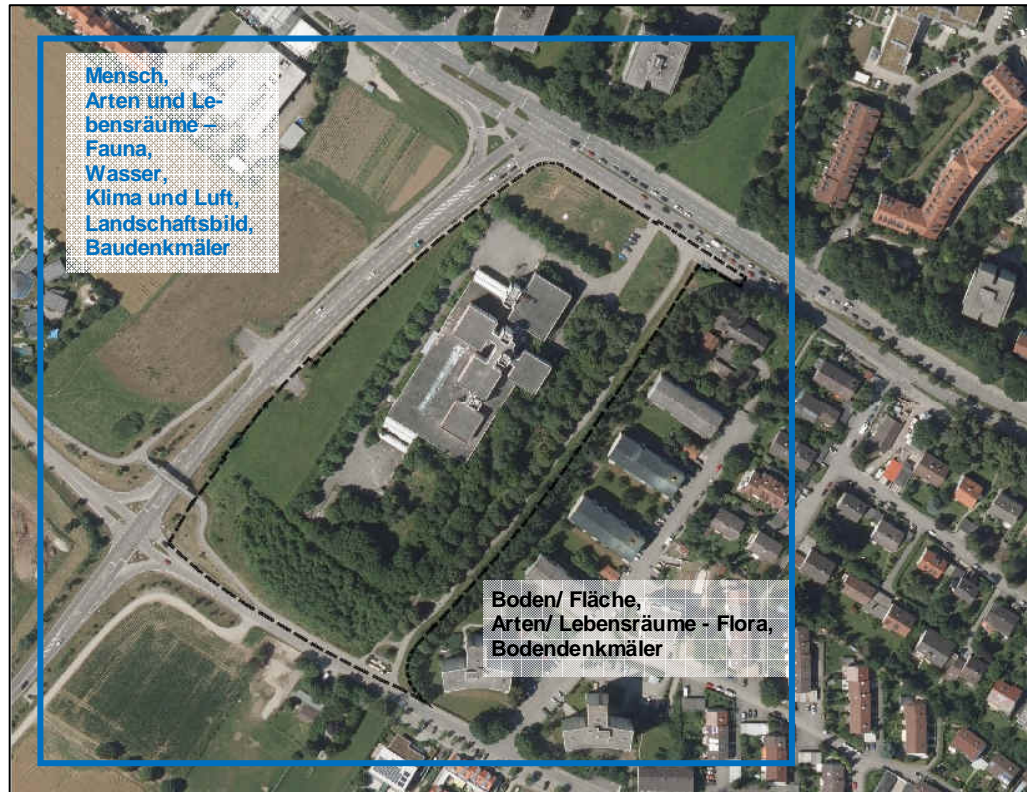 Mensch,
Arten und Le-
bensräume –
Fauna,
Wasser,
Klima und Luft,
Landschaftsbild,
Baudenkmäler
Boden/ Fläche,
Arten/ Lebensräume - Flora,
Bodendenkmäler